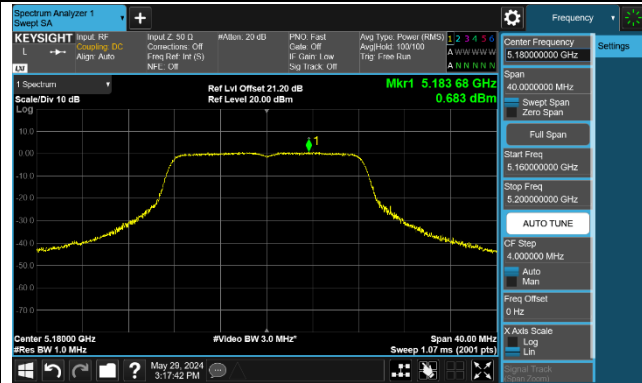 Spectrum Analyzer 1
Swept SA
Frequency
KEYSIGHT
Input: RF
Coupling: DC
Align: Auto
Input Z: 50 Ω
Corrections: Off
Freq Ref: Int (S)
NFE: Off
#Atten: 20 dB
PNO: Fast
Gate: Off
IF Gain: Low
Sig Track: Off
Avg Type: Power (RMS)
Avg|Hold: 100/100
Trig: Free Run
1 2 3 4 5 6
A W W W W W
A N N N N N
L
LXI
1 Spectrum
Scale/Div 10 dB
Ref Lvl Offset 21.20 dB
Ref Level 20.00 dBm
Mkr1 5.183 68 GHz
0.683 dBm
Log
10.0
0.00
-10.0
-20.0
-30.0
-40.0
-50.0
-60.0
-70.0
1
Center 5.18000 GHz
#Res BW 1.0 MHz
#Video BW 3.0 MHz*
Span 40.00 MHz
Sweep 1.07 ms (2001 pts)
Center Frequency
5.180000000 GHz
Settings
Span
40.0000000 MHz
Swept Span
Zero Span
Full Span
Start Freq
5.160000000 GHz
Stop Freq
5.200000000 GHz
AUTO TUNE
CF Step
4.000000 MHz
Auto
Man
Freq Offset
0 Hz
X Axis Scale
Log
Lin
Signal Track
(Span Zoom)
May 29, 2024
3:17:42 PM